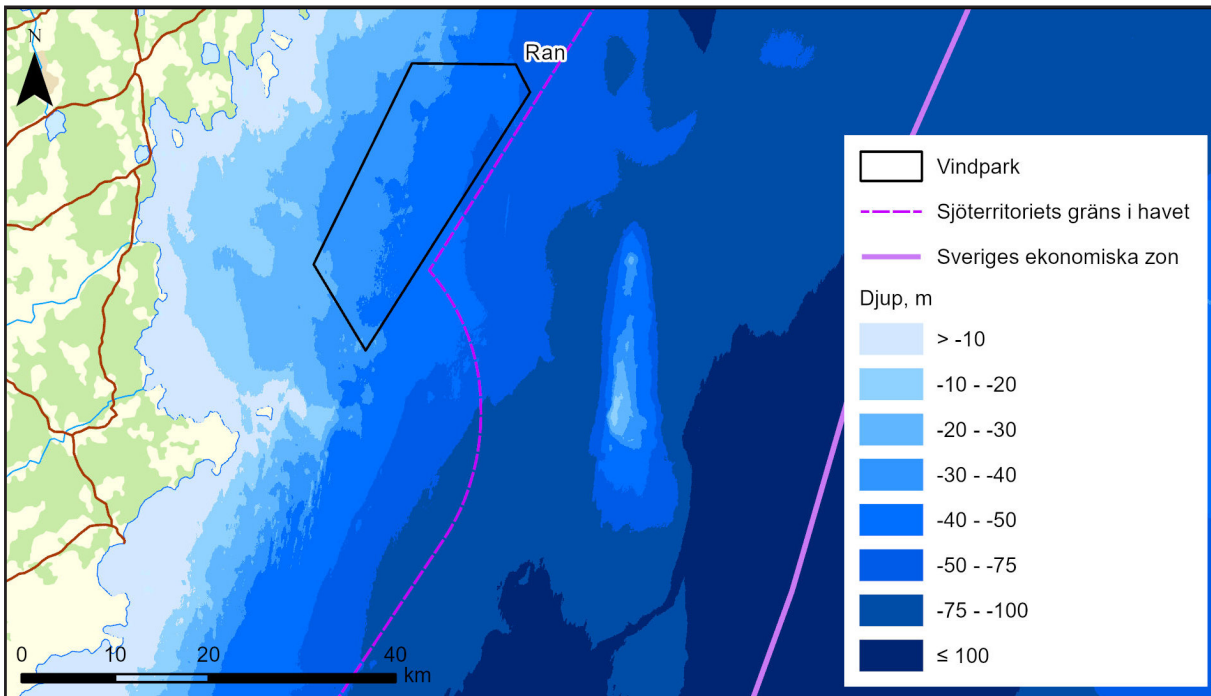 N
Ran
Vindpark
Sjöterritoriets gräns i havet
Sveriges ekonomiska zon
Djup, m
> -10
-10 - -20
-20 - -30
-30 - -40
-40 - -50
-50 - -75
-75 - -100
≤ 100
0 10 20 40
km